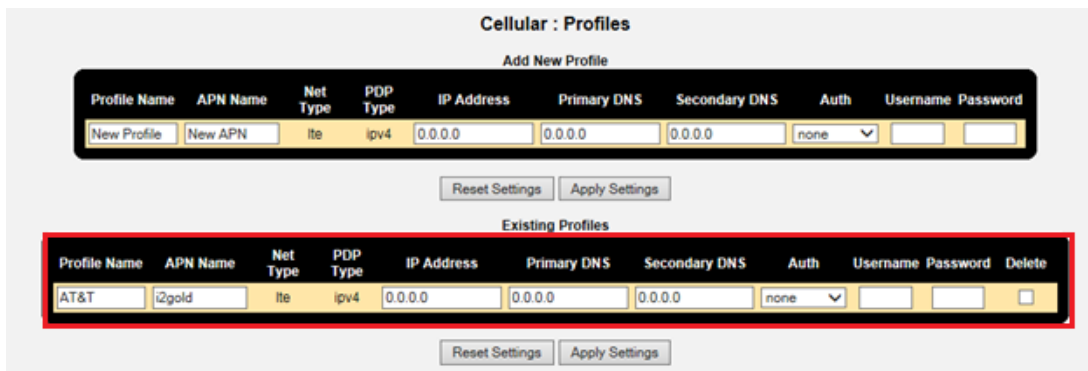 Cellular : Profiles
Add New Profile
Profile Name APN Name Net Type PDP Type IP Address Primary DNS Secondary DNS Auth Username Password
New Profile New APN lte ipv4 0.0.0.0 0.0.0.0 0.0.0.0 none
Reset Settings Apply Settings
Existing Profiles
Profile Name APN Name Net Type PDP Type IP Address Primary DNS Secondary DNS Auth Username Password Delete
AT&T i2gold lte ipv4 0.0.0.0 0.0.0.0 0.0.0.0 none
Reset Settings Apply Settings